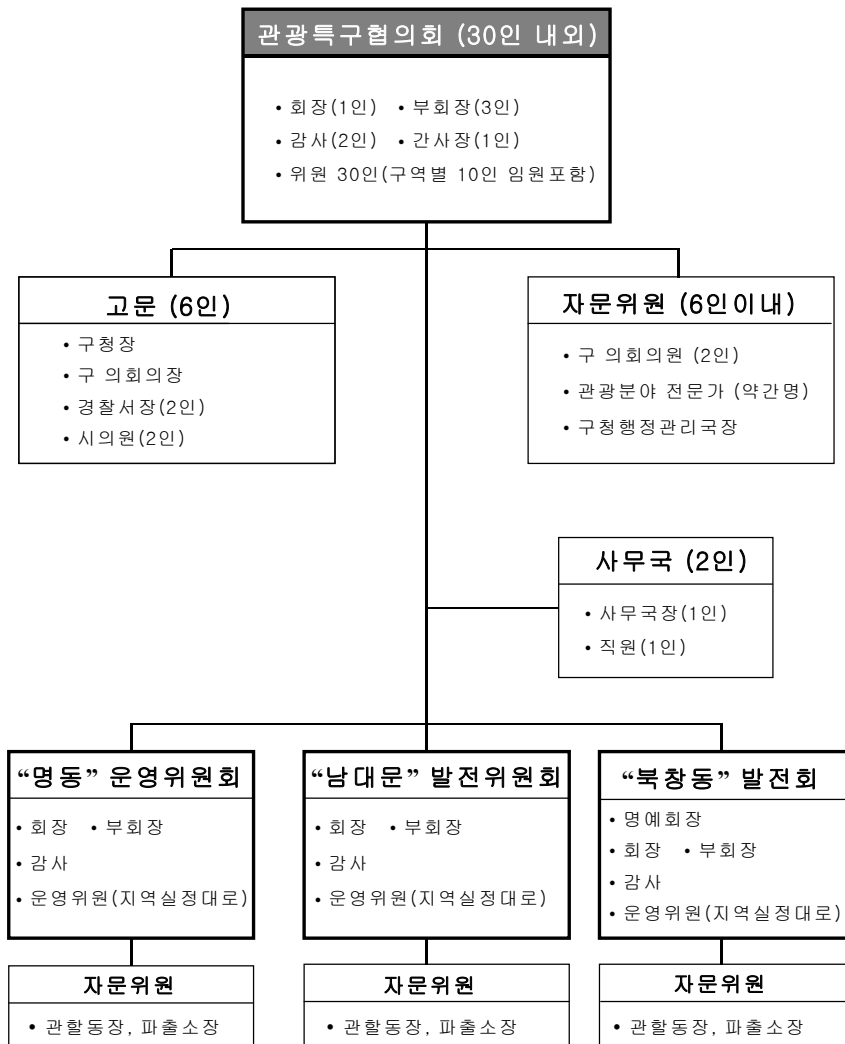 관광특구협의회 (30인 내외)
• 회장(1인) • 부회장(3인)
• 감사(2인) • 간사장(1인)
• 위원 30인(구역별 10인 임원포함)
고문 (6인)
• 구청장
• 구 의회의장
• 경찰서장(2인)
• 시의원(2인)
자문위원 (6인이내)
• 구 의회의원 (2인)
• 관광분야 전문가 (약간명)
• 구청행정관리국장
사무국 (2인)
• 사무국장(1인)
• 직원(1인)
“명동” 운영위원회
• 회장 • 부회장
• 감사
• 운영위원(지역실정대로)
자문위원
• 관할동장, 파출소장
“남대문” 발전위원회
• 회장 • 부회장
• 감사
• 운영위원(지역실정대로)
자문위원
• 관할동장, 파출소장
“북창동” 발전회
• 명예회장
• 회장 • 부회장
• 감사
• 운영위원(지역실정대로)
자문위원
• 관할동장, 파출소장